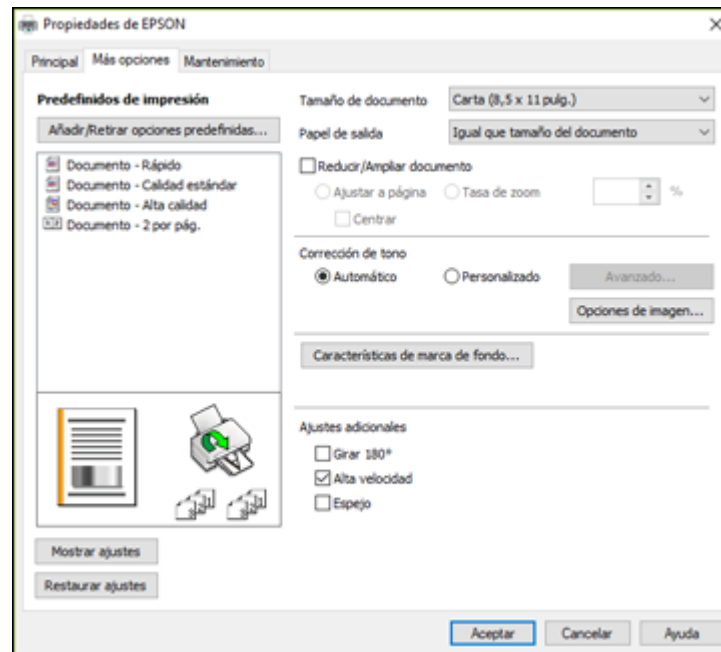 Propiedades de EPSON
Principal Más opciones Mantenimiento
Predefinidos de impresión
Añadir/Retirar opciones predefinidas...
Documento - Rápido
Documento - Calidad estándar
Documento - Alta calidad
Documento - 2 por pág.
Mostrar ajustes
Restaurar ajustes
Tamaño de documento Carta (8,5 x 11 pulg.)
Papel de salida Igual que tamaño del documento
Reducir/Ampliar documento
Ajustar a página Tasa de zoom %
Centrar
Corrección de tono
Automático Personalizado Avanzado...
Opciones de imagen...
Características de marca de fondo...
Ajustes adicionales
Girar 180°
Alta velocidad
Espejo
Aceptar Cancelar Ayuda